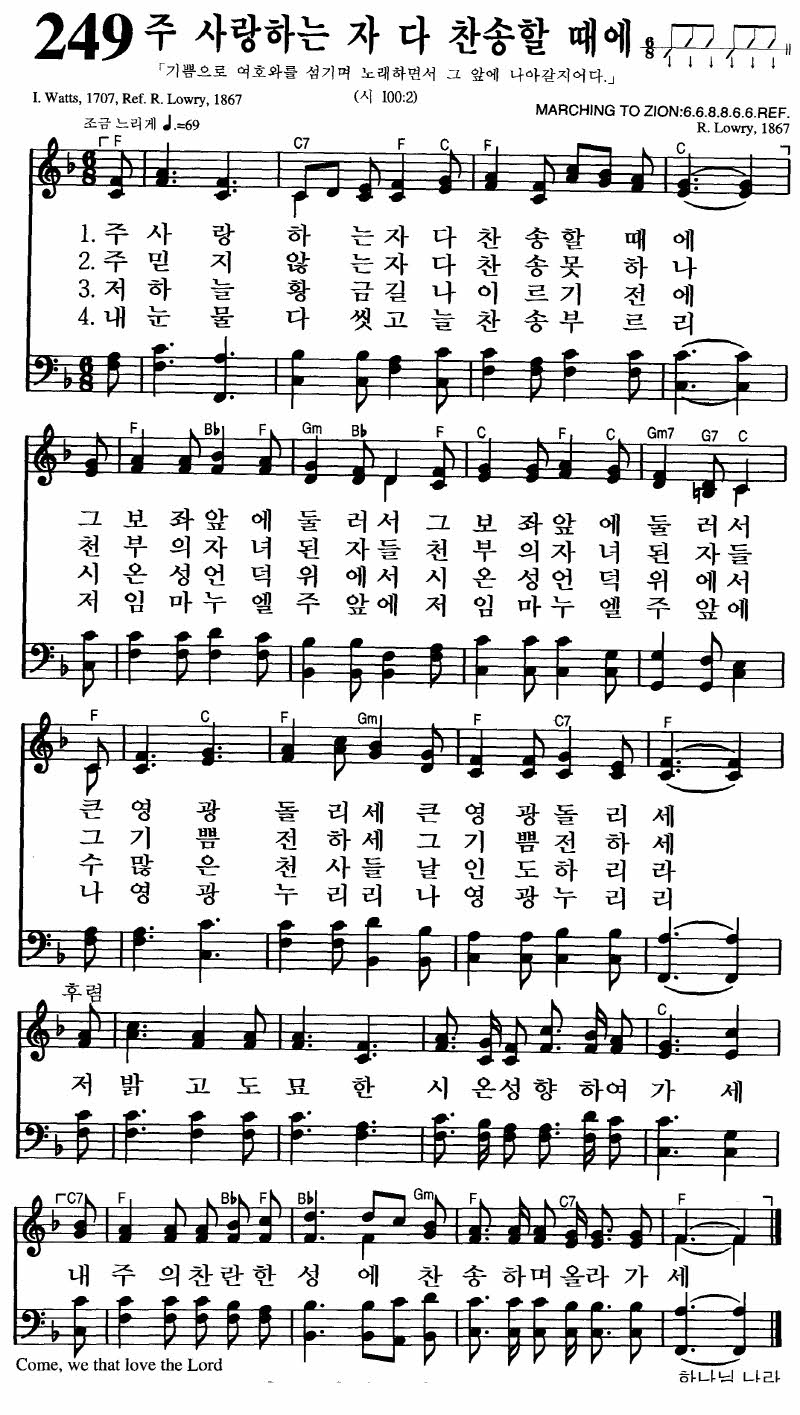 249 주 사랑하는 자 다 찬송할 때에 6/8
「기쁨으로 여호와를 섬기며 노래하면서 그 앞에 나아갈지어다.」
I. Watts, 1707, Ref. R. Lowry, 1867 (시 100:2) MARCHING TO ZION:6.6.8.8.6.6.REF.
조금 느리게 ♩.=69 R. Lowry, 1867
F C7 F C F C
1. 주 사 랑 하 는 자 다 찬 송 할 때 에
2. 주 믿 지 않 는 자 다 찬 송 못 하 나
3. 저 하 늘 황 금 길 나 이 르 기 전 에
4. 내 눈 물 다 씻 고 늘 찬 송 부 르 리
F B♭ F Gm B♭ F C F C Gm7 G7 C
그 보 좌 앞 에 둘 러 서 그 보 좌 앞 에 둘 러 서
천 부 의 자 녀 된 자 들 천 부 의 자 녀 된 자 들
시 온 성 언 덕 위 에 서 시 온 성 언 덕 위 에 서
저 임 마 누 엘 주 앞 에 저 임 마 누 엘 주 앞 에
F C F Gm F C7 F
큰 영 광 돌 리 세 큰 영 광 돌 리 세
그 기 쁨 전 하 세 그 기 쁨 전 하 세
수 많 은 천 사 들 날 인 도 하 리 라
나 영 광 누 리 리 나 영 광 누 리 리
후렴
C
저 밝 고 도 묘 한 시 온 성 향 하 여 가 세
C7 F B♭ F B♭ Gm F C7 F
내 주 의 찬 란 한 성 에 찬 송 하 며 올 라 가 세
Come, we that love the Lord
하나님 나라